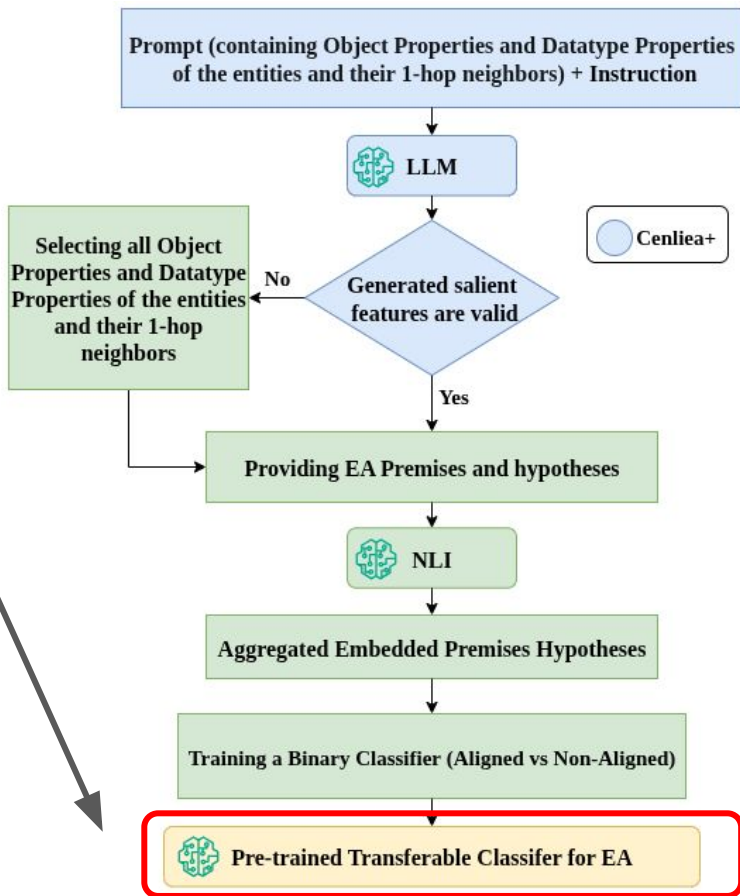 Prompt (containing Object Properties and Datatype Properties
of the entities and their 1-hop neighbors) + Instruction
LLM
Cenliea+
Selecting all Object
Properties and Datatype
Properties of the entities
and their 1-hop
neighbors
No
Generated salient
features are valid
Yes
Providing EA Premises and hypotheses
NLI
Aggregated Embedded Premises Hypotheses
Training a Binary Classifier (Aligned vs Non-Aligned)
Pre-trained Transferable Classifer for EA